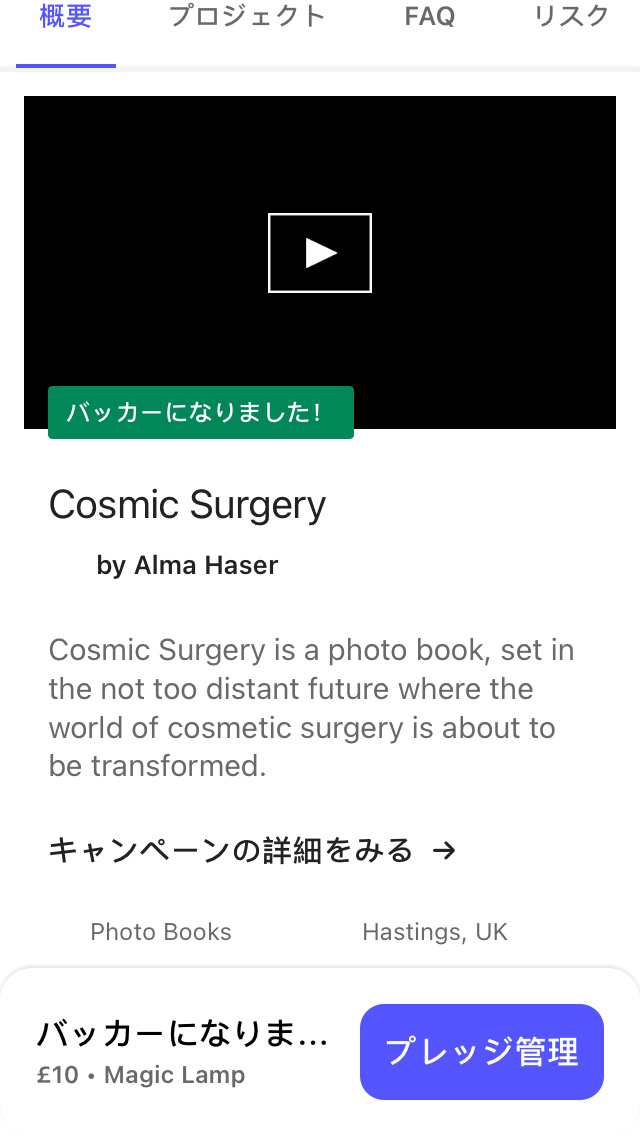 概要 プロジェクト FAQ リスク
バッカーになりました!
Cosmic Surgery
by Alma Haser
Cosmic Surgery is a photo book, set in
the not too distant future where the
world of cosmetic surgery is about to
be transformed.
キャンペーンの詳細をみる →
Photo Books Hastings, UK
バッカーになりま...
£10 • Magic Lamp
プレッジ管理